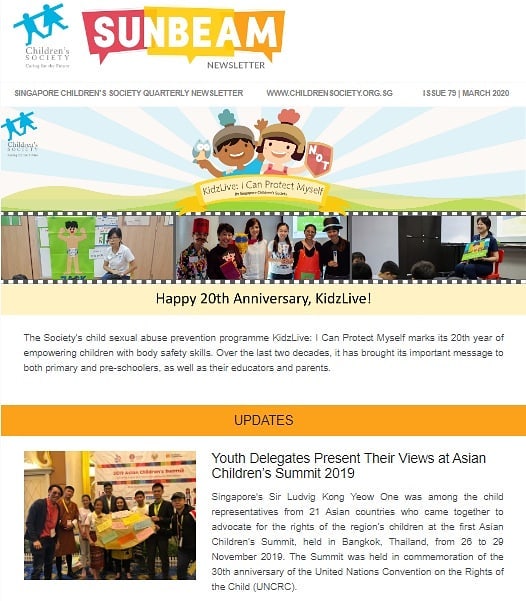 Children's
SOCIETY
Caring for the Future
SUNBEAM
NEWSLETTER
SINGAPORE CHILDREN'S SOCIETY QUARTERLY NEWSLETTER WWW.CHILDRENSOCIETY.ORG.SG ISSUE 79 | MARCH 2020
Children's
SOCIETY
NOT
KidzLive: I Can Protect Myself
By Singapore Children's Society
Happy 20th Anniversary, KidzLive!
The Society's child sexual abuse prevention programme KidzLive: I Can Protect Myself marks its 20th year of
empowering children with body safety skills. Over the last two decades, it has brought its important message to
both primary and pre-schoolers, as well as their educators and parents.
UPDATES
Youth Delegates Present Their Views at Asian
Children's Summit 2019
Singapore's Sir Ludvig Kong Yeow One was among the child
representatives from 21 Asian countries who came together to
advocate for the rights of the region's children at the first Asian
Children's Summit, held in Bangkok, Thailand, from 26 to 29
November 2019. The Summit was held in commemoration of the
30th anniversary of the United Nations Convention on the Rights of
the Child (UNCRC).
2019 Asian Children's Summit